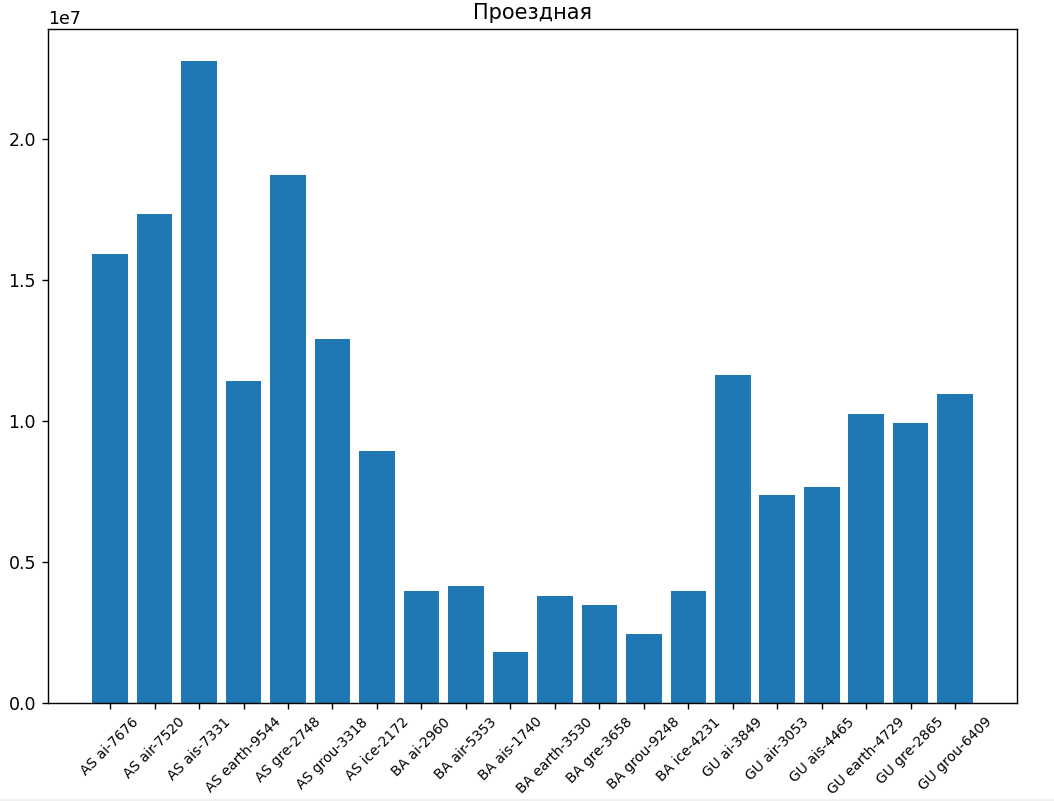 Проездная
1e7
2.0
1.5
1.0
0.5
0.0
AS ai-7676
AS air-7520
AS ais-7331
AS earth-9544
AS gre-2748
AS grou-3318
AS ice-2172
BA ai-2960
BA air-5353
BA ais-1740
BA earth-3530
BA gre-3658
BA grou-9248
BA ice-4231
GU ai-3849
GU air-3053
GU ais-4465
GU earth-4729
GU gre-2865
GU grou-6409